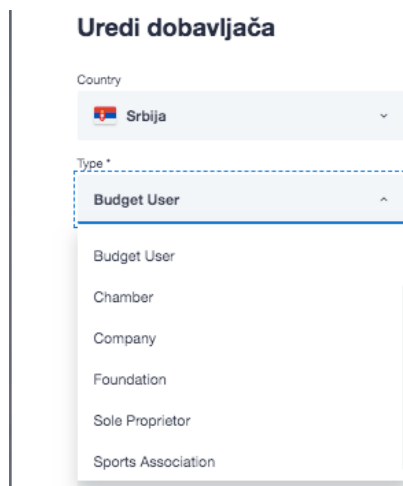 Uredi dobavljača
Country
Srbija
Type *
Budget User
Budget User
Chamber
Company
Foundation
Sole Proprietor
Sports Association